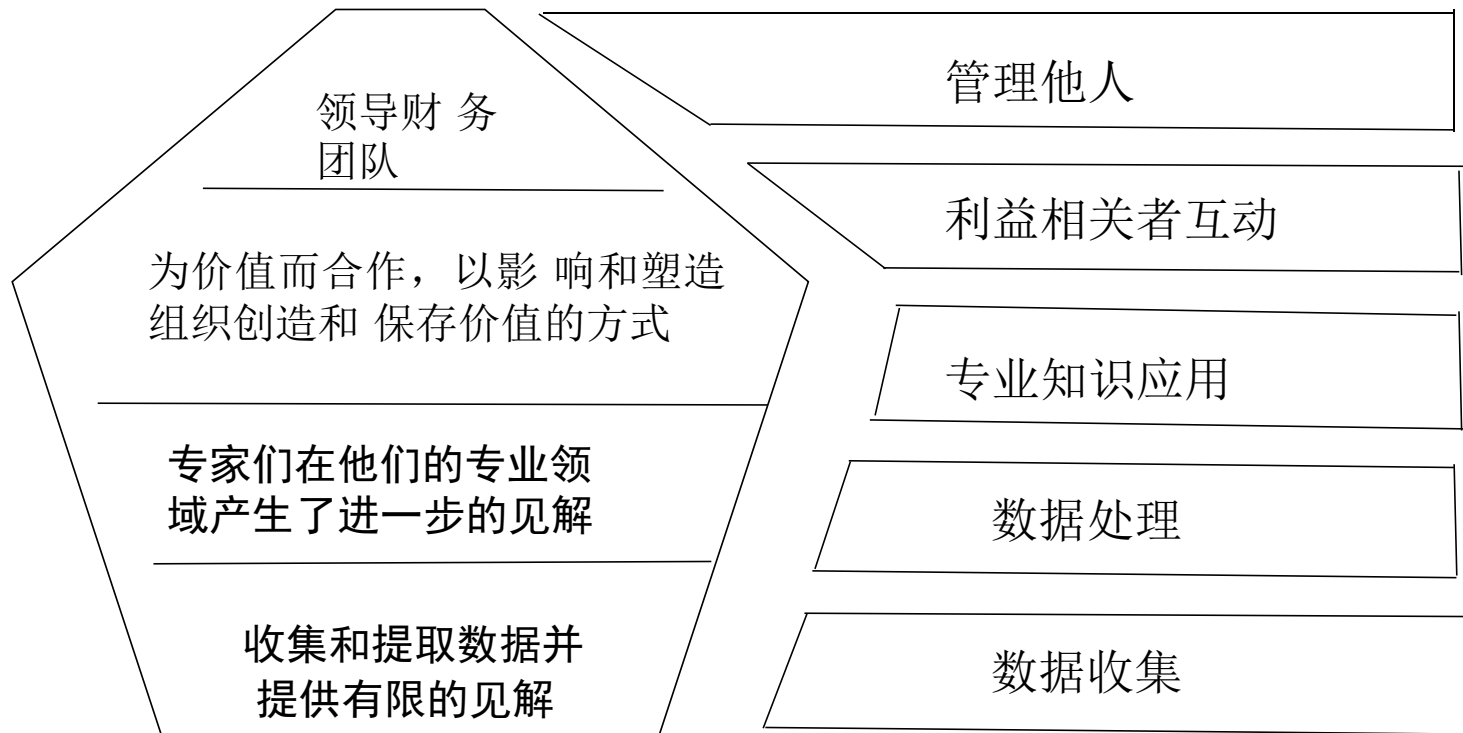 领导财 务
团队
为价值而合作，以影 响和塑造
组织创造和 保存价值的方式
专家们在他们的专业领
域产生了进一步的见解
收集和提取数据并
提供有限的见解
管理他人
利益相关者互动
专业知识应用
数据处理
数据收集